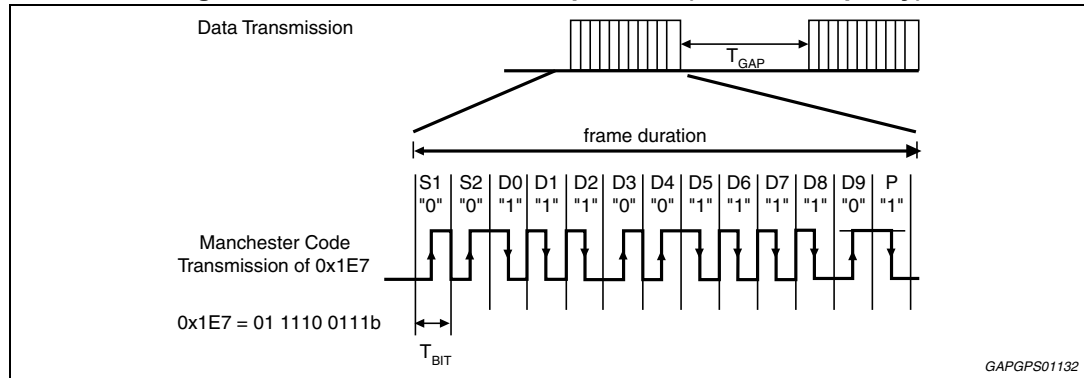 Data Transmission
TGAP
frame duration
S1 S2 D0 D1 D2 D3 D4 D5 D6 D7 D8 D9 P
"0" "0" "1" "1" "1" "0" "0" "1" "1" "1" "1" "0" "1"
Manchester Code
Transmission of 0x1E7
0x1E7 = 01 1110 0111b
TBIT
GAPGPS01132